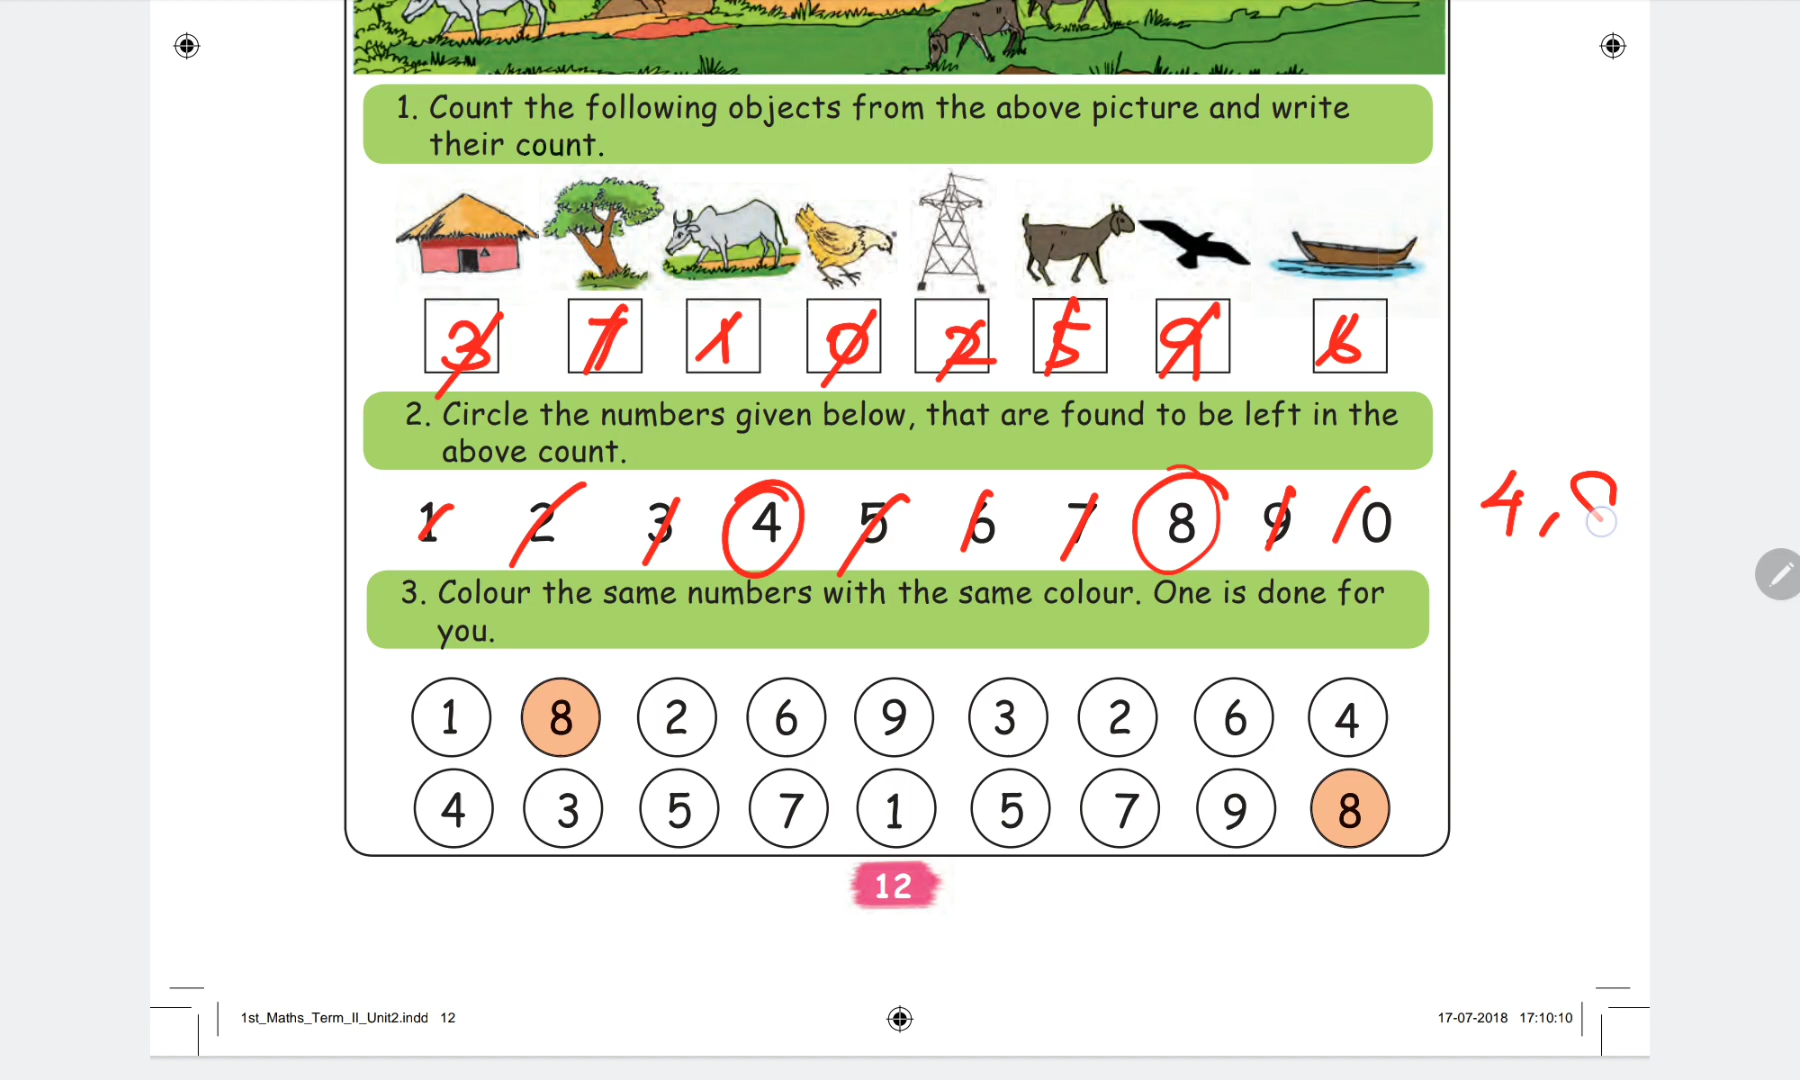 1. Count the following objects from the above picture and write
their count.
3 7 1 0 2 5 9 6
2. Circle the numbers given below, that are found to be left in the
above count.
1 2 3 4 5 6 7 8 9 0 4,
3. Colour the same numbers with the same colour. One is done for
you.
1 8 2 6 9 3 2 6 4
4 3 5 7 1 5 7 9 8
12
1st_Maths_Term_II_Unit2.indd 12 17-07-2018 17:10:10